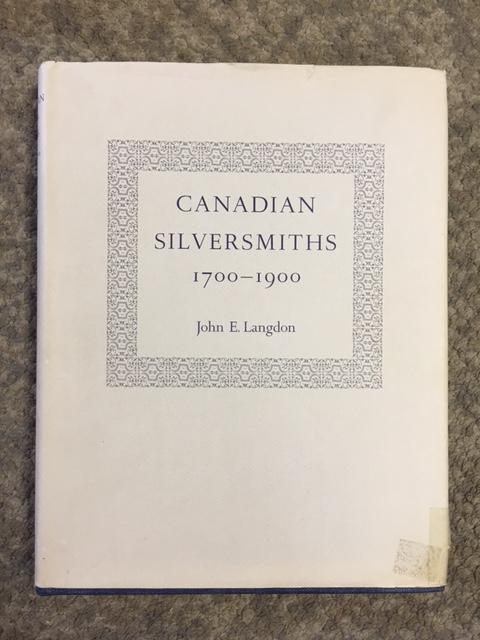 CANADIAN
SILVERSMITHS
1700–1900
John E. Langdon
N